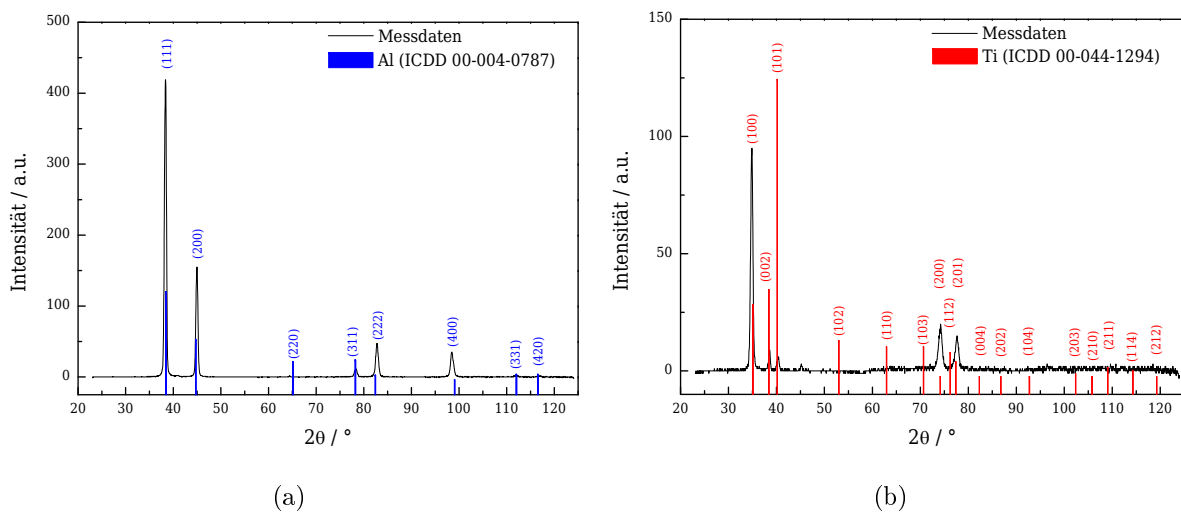 500
400
300
200
100
0
Intensität / a.u.
20 30 40 50 60 70 80 90 100 110 120
2θ / °
Messdaten
Al (ICDD 00-004-0787)
(111)
(200)
(220)
(311)
(222)
(400)
(331)
(420)
(a)
150
100
50
0
Intensität / a.u.
20 30 40 50 60 70 80 90 100 110 120
2θ / °
Messdaten
Ti (ICDD 00-044-1294)
(100)
(002)
(101)
(102)
(110)
(103)
(200)
(112)
(201)
(004)
(202)
(104)
(203)
(210)
(211)
(114)
(212)
(b)